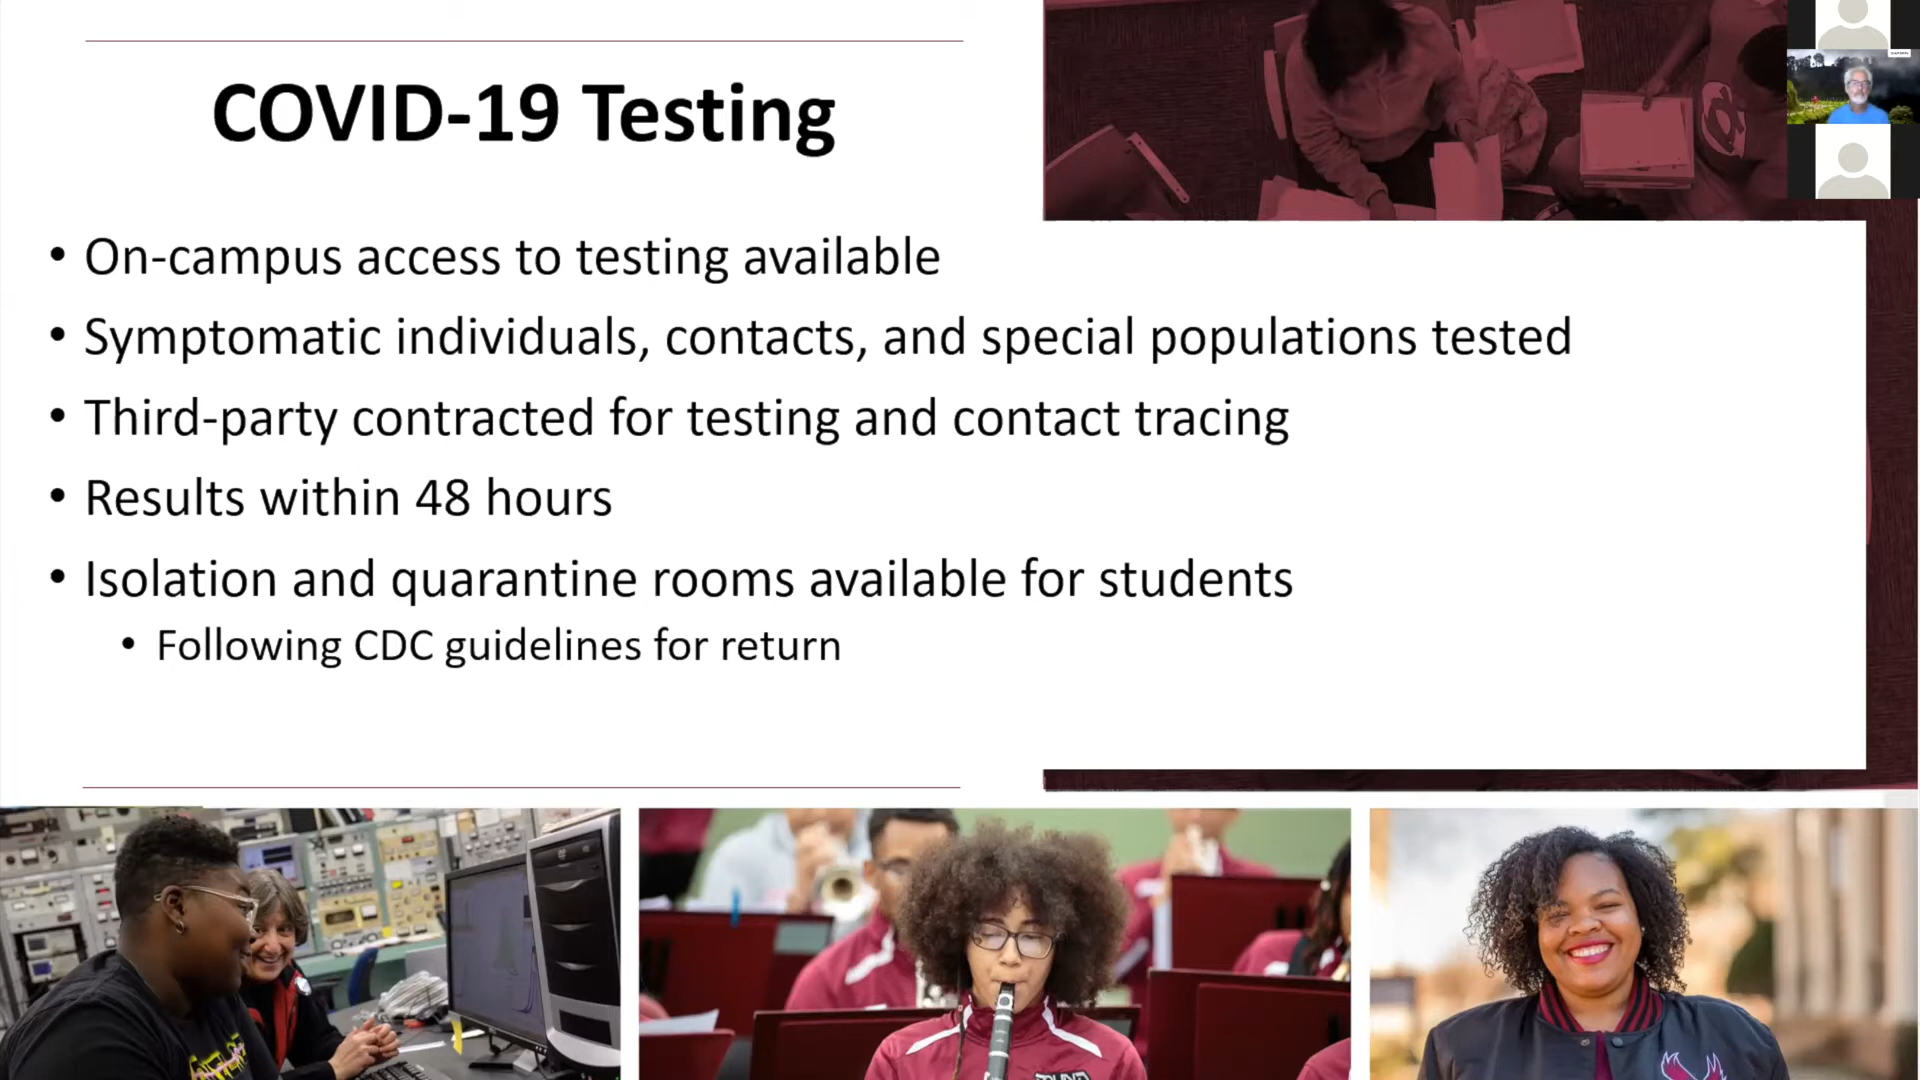 COVID-19 Testing
• On-campus access to testing available
• Symptomatic individuals, contacts, and special populations tested
• Third-party contracted for testing and contact tracing
• Results within 48 hours
• Isolation and quarantine rooms available for students
• Following CDC guidelines for return